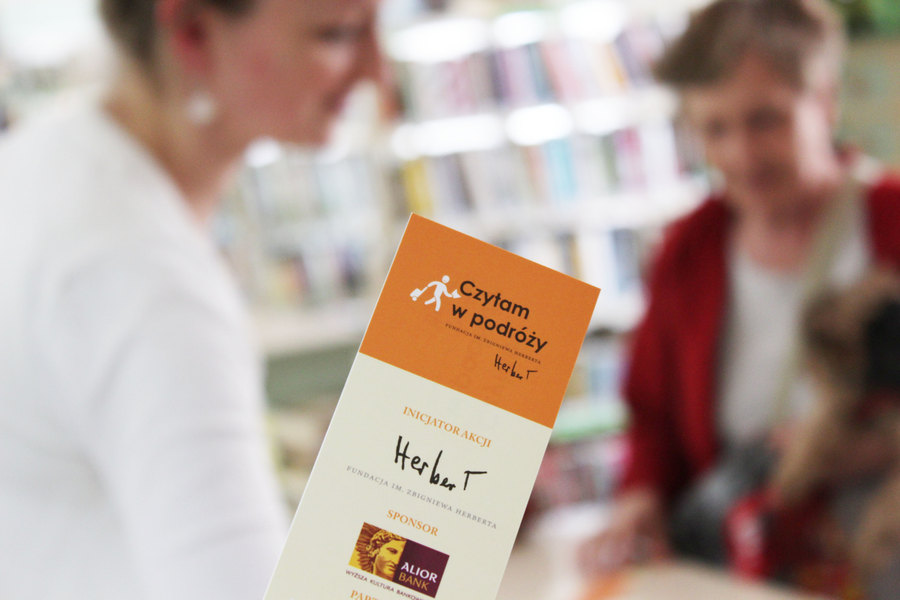 Czytam
w podróży
FUNDACJA IM. ZBIGNIEWA HERBERTA
HerberT
INICJATOR AKCJI
HerberT
FUNDACJA IM. ZBIGNIEWA HERBERTA
SPONSOR
ALIOR
BANK
WYŻSZA KULTURA